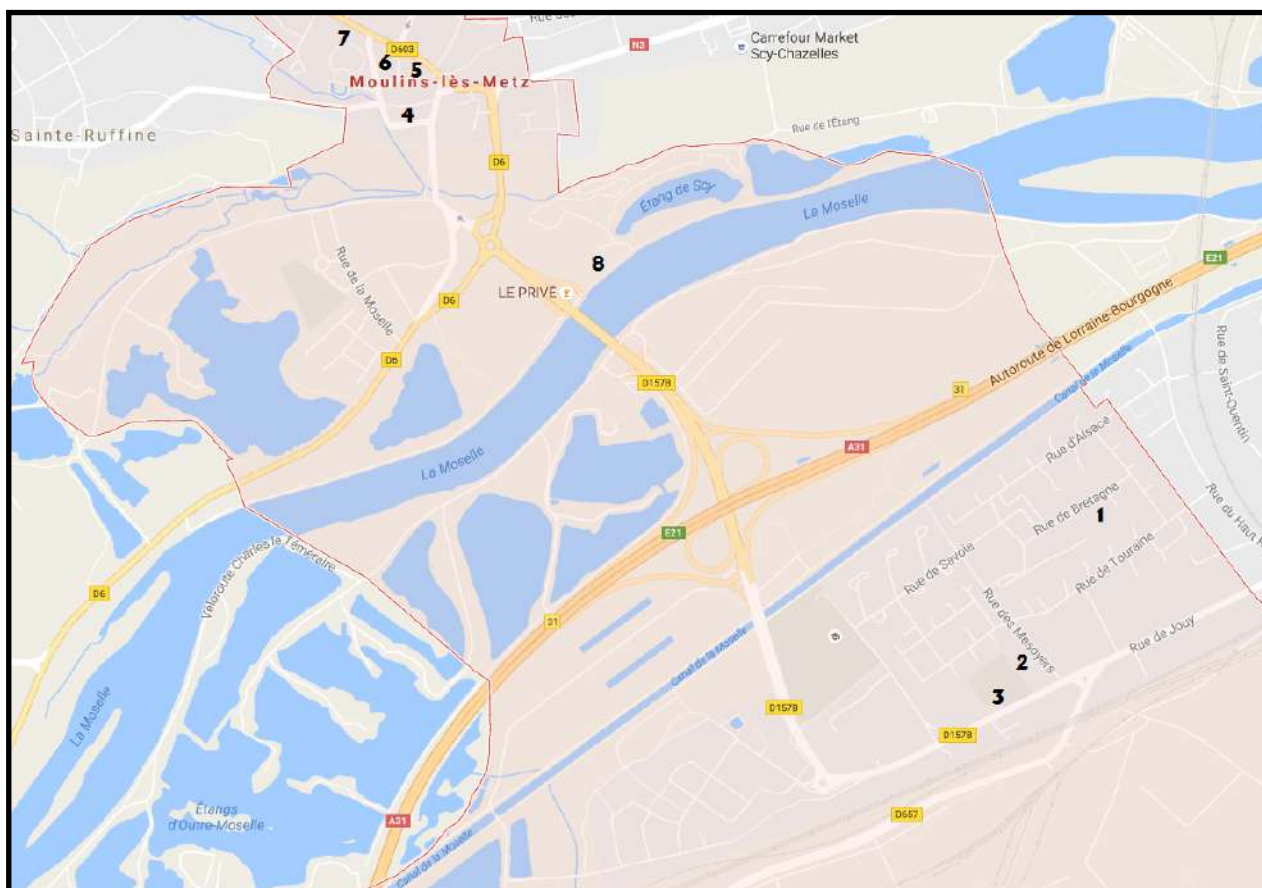 7
D603
6
5
Moulins-lès-Metz
4
N3
Carrefour Market
Scy-Chazelles
Sainte-Ruffine
Rue de l'Étang
D6
Étang de Scy
La Moselle
8
LE PRIVÉ
Rue de la Moselle
D6
D6
E21
Autoroute de Lorraine-Bourgogne
Canal de la Moselle
Rue de Saint-Quentin
D157B
31
A31
La Moselle
Rue d'Alsace
Rue de Bretagne
1
Rue du Haut
E21
Véloroute Charles le Téméraire
Rue de Savoie
Rue de Touraine
D6
31
Rue des Mésoyers
Rue de Jouy
2
Canal de la Moselle
3
La Moselle
D157B
D157B
Étangs
d'Outre-Moselle
A31
D657
Canal de la Moselle